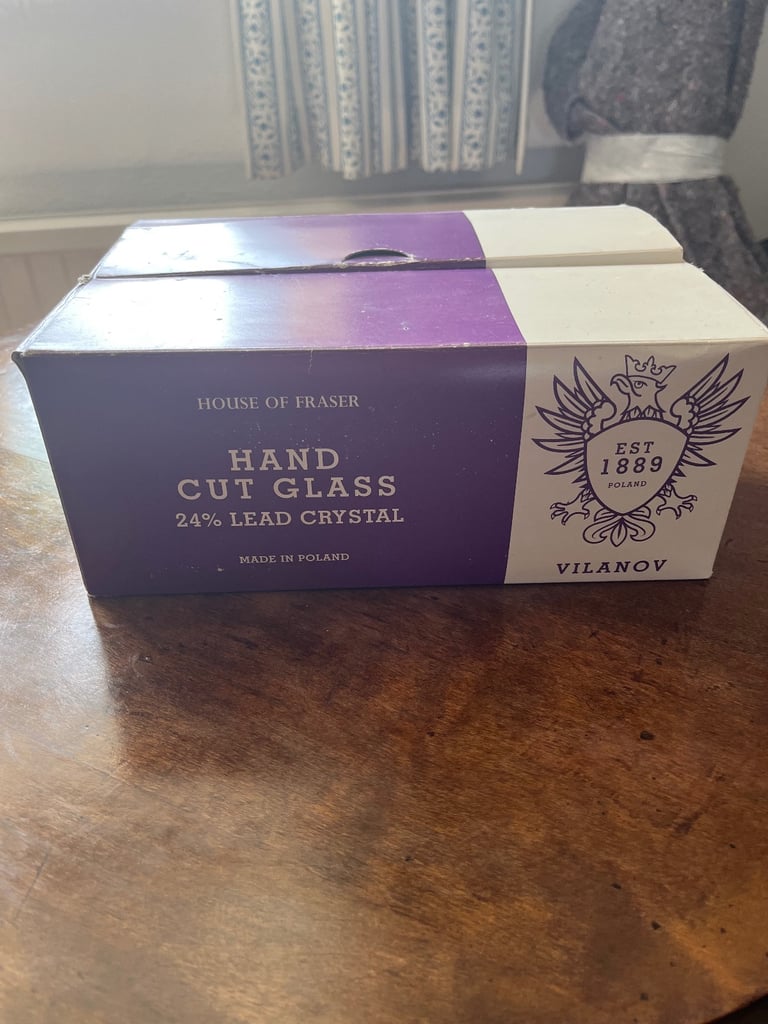 HOUSE OF FRASER
HAND
CUT GLASS
24% LEAD CRYSTAL
MADE IN POLAND
EST
1889
POLAND
VILANOV